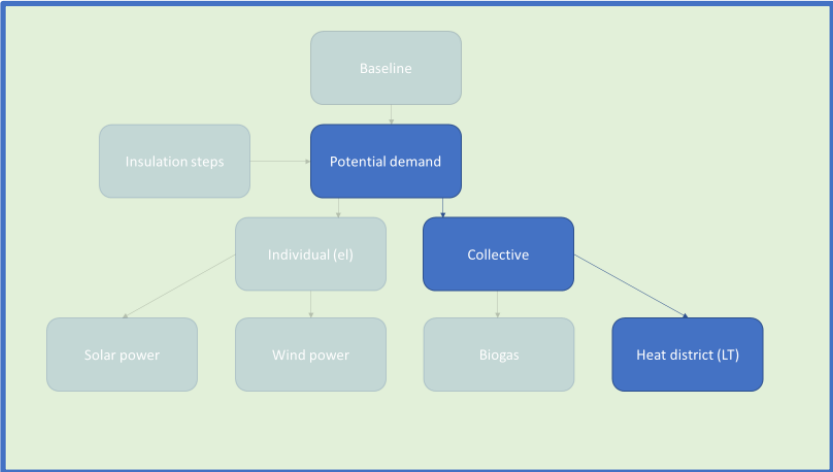 Baseline
Insulation steps
Potential demand
Individual (el)
Collective
Solar power
Wind power
Biogas
Heat district (LT)